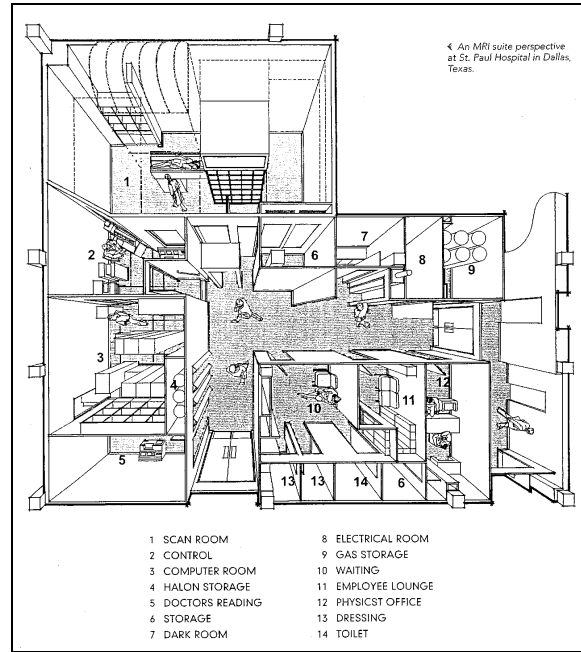 ◄ An MRI suite perspective
at St. Paul Hospital in Dallas,
Texas.
1
2
3
4
5
6
7
8
9
10
11
12
13
13
14
6
1 SCAN ROOM
2 CONTROL
3 COMPUTER ROOM
4 HALON STORAGE
5 DOCTORS READING
6 STORAGE
7 DARK ROOM
8 ELECTRICAL ROOM
9 GAS STORAGE
10 WAITING
11 EMPLOYEE LOUNGE
12 PHYSICST OFFICE
13 DRESSING
14 TOILET